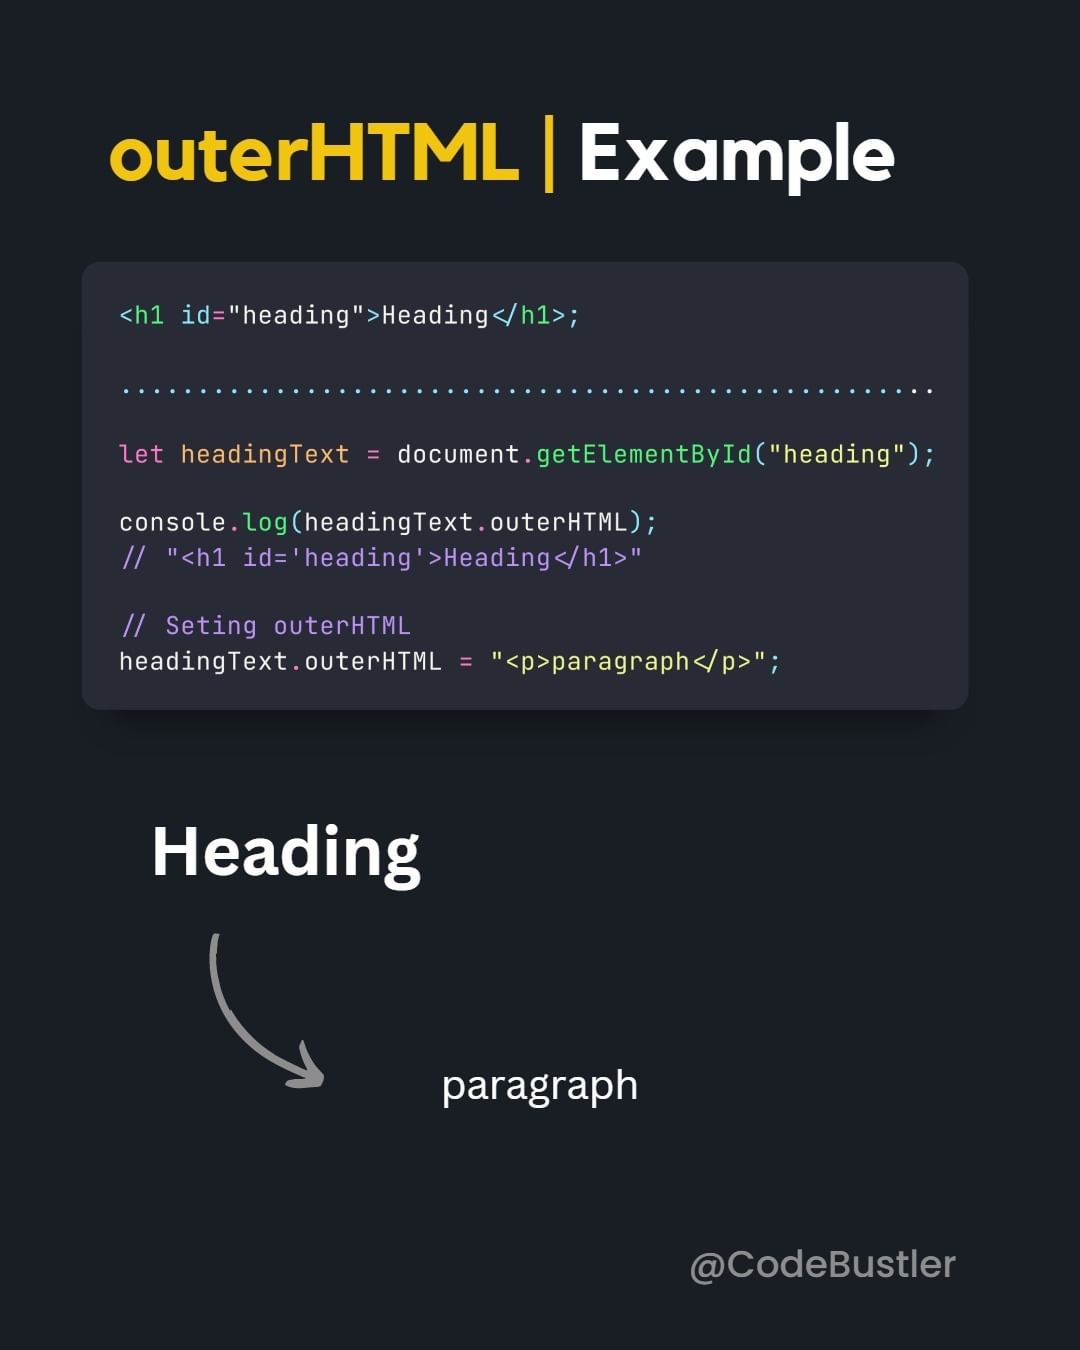 outerHTML | Example
<h1 id="heading">Heading</h1>;
....................................................
let headingText = document.getElementById("heading");
console.log(headingText.outerHTML);
// "<h1 id='heading'>Heading</h1>"
// Seting outerHTML
headingText.outerHTML = "<p>paragraph</p>";
Heading
paragraph
@CodeBustler